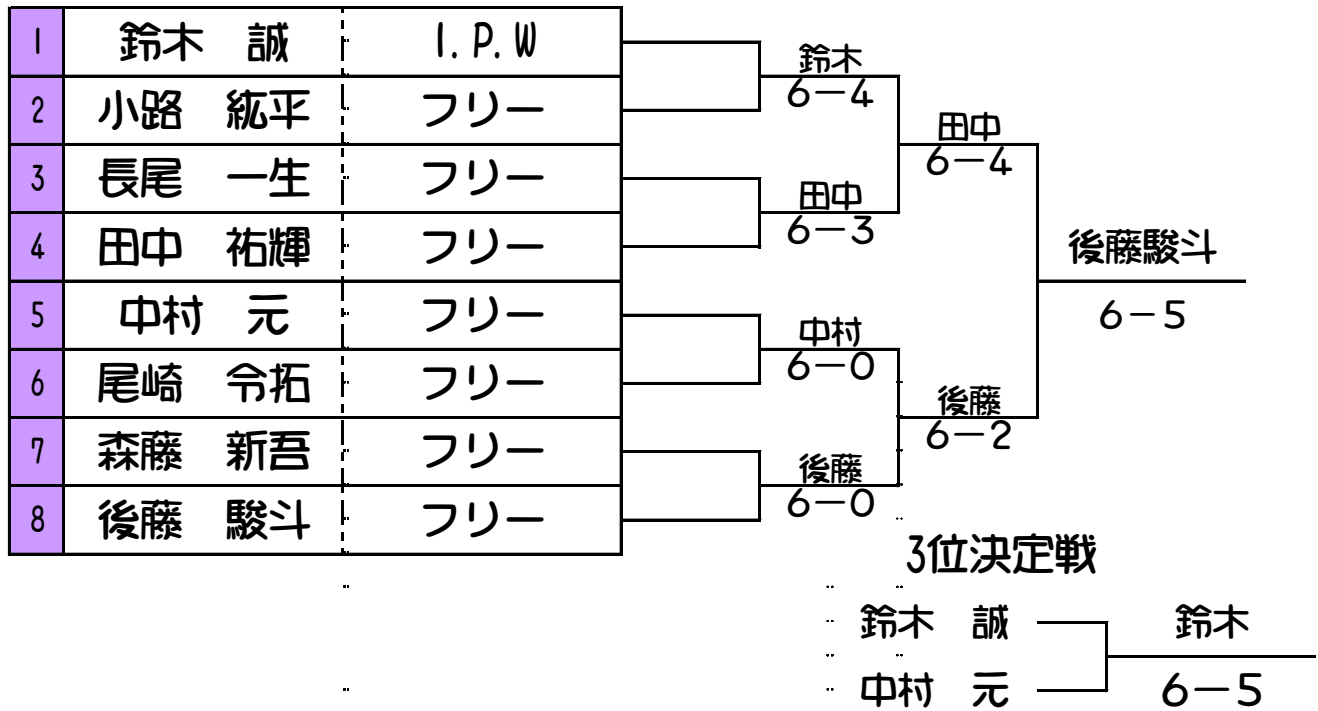 1 鈴木 誠 I.P.W
2 小路 紘平 フリー
3 長尾 一生 フリー
4 田中 祐輝 フリー
5 中村 元 フリー
6 尾崎 令拓 フリー
7 森藤 新吾 フリー
8 後藤 駿斗 フリー
鈴木
6-4
田中
6-3
中村
6-0
後藤
6-0
田中
6-4
後藤
6-2
後藤駿斗
6-5
3位決定戦
鈴木 誠
中村 元
鈴木
6-5